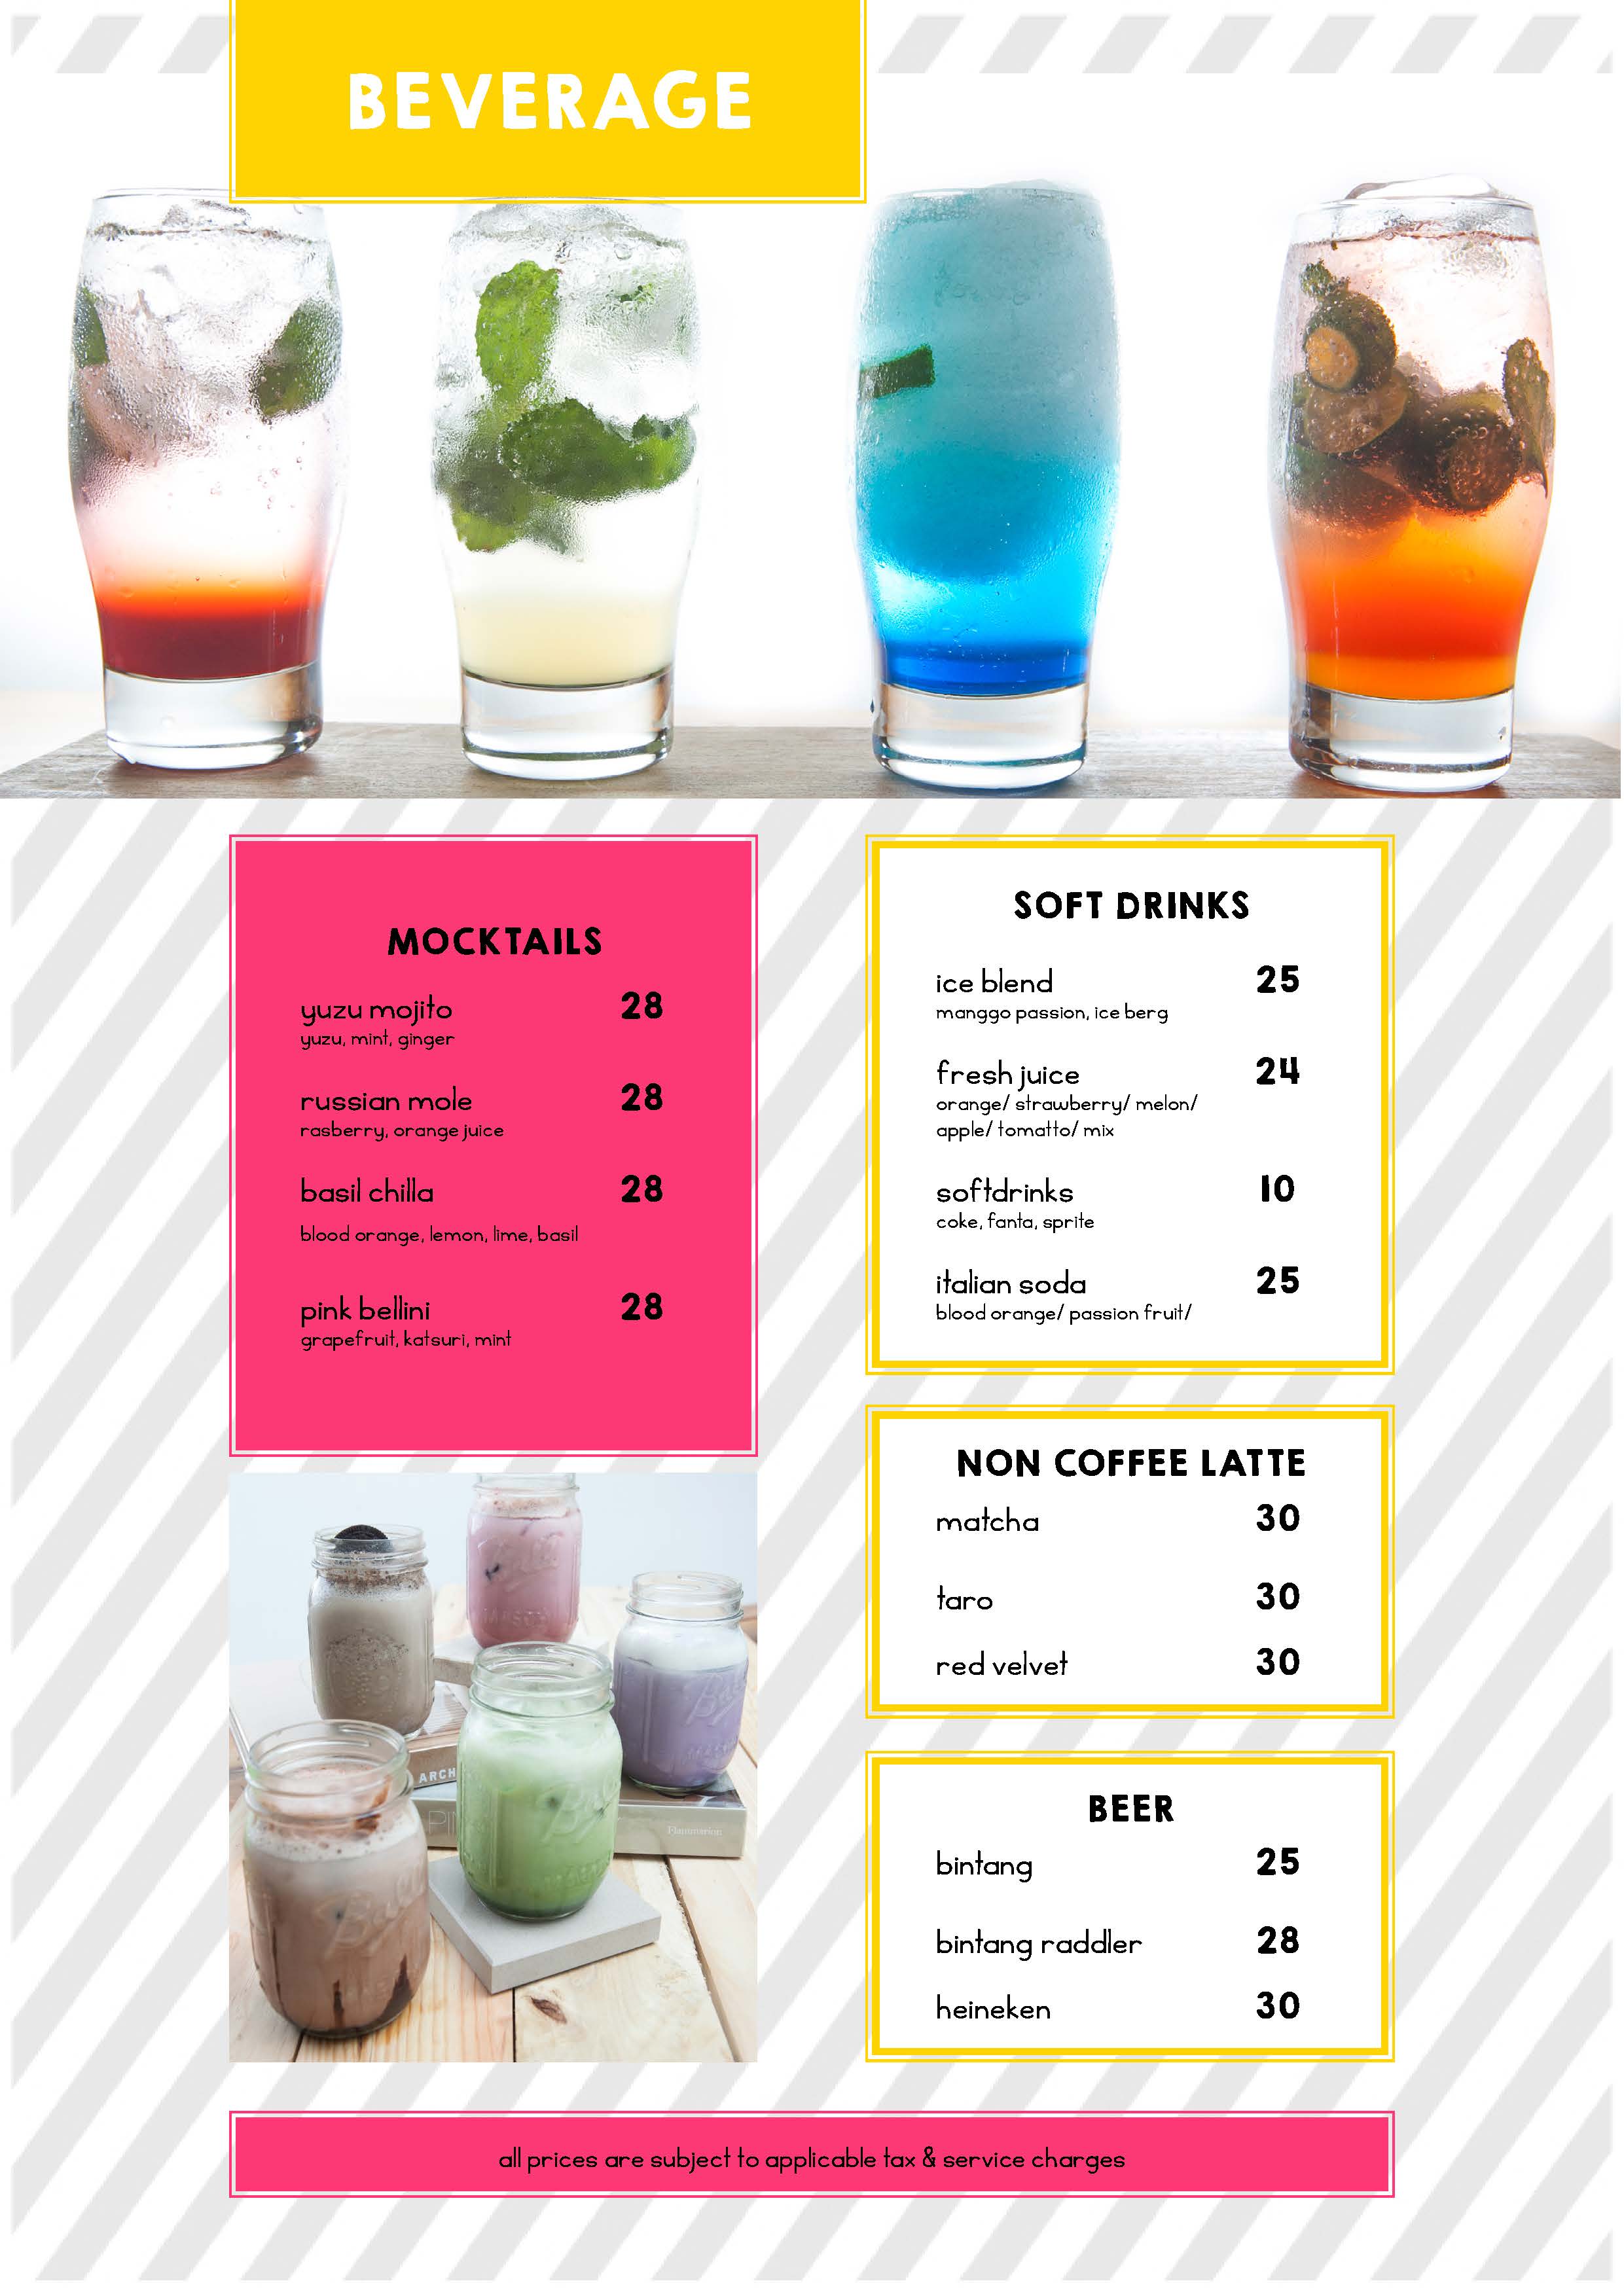 BEVERAGE
MOCKTAILS
yuzu mojito 28
yuzu, mint, ginger
russian mole 28
rasberry, orange juice
basil chilla 28
blood orange, lemon, lime, basil
pink bellini 28
grapefruit, katsuri, mint
SOFT DRINKS
ice blend 25
manggo passion, ice berg
fresh juice 24
orange/ strawberry/ melon/
apple/ tomatto/ mix
softdrinks 10
coke, fanta, sprite
italian soda 25
blood orange/ passion fruit/
NON COFFEE LATTE
matcha 30
taro 30
red velvet 30
BEER
bintang 25
bintang raddler 28
heineken 30
ARCH
Flammarion
all prices are subject to applicable tax & service charges